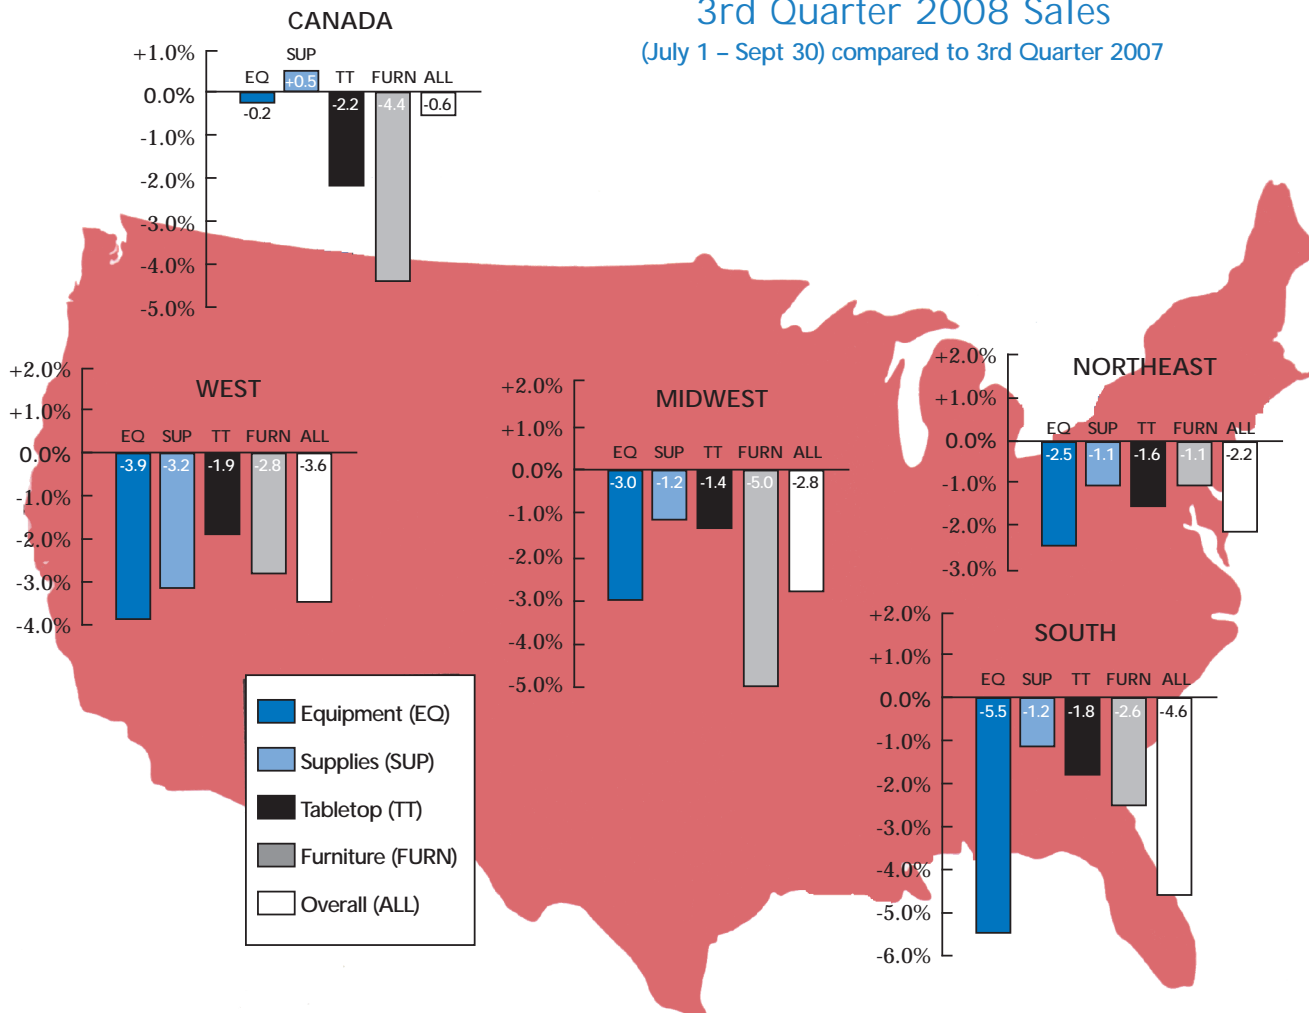 3rd Quarter 2008 Sales
(July 1 – Sept 30) compared to 3rd Quarter 2007
CANADA
+1.0%
0.0%
-1.0%
-2.0%
-3.0%
-4.0%
-5.0%
EQ SUP TT FURN ALL
-0.2 +0.5 -2.2 -4.4 -0.6
WEST
+2.0%
+1.0%
0.0%
-1.0%
-2.0%
-3.0%
-4.0%
EQ SUP TT FURN ALL
-3.9 -3.2 -1.9 -2.8 -3.6
MIDWEST
+2.0%
+1.0%
0.0%
-1.0%
-2.0%
-3.0%
-4.0%
-5.0%
EQ SUP TT FURN ALL
-3.0 -1.2 -1.4 -5.0 -2.8
NORTHEAST
+2.0%
+1.0%
0.0%
-1.0%
-2.0%
-3.0%
EQ SUP TT FURN ALL
-2.5 -1.1 -1.6 -1.1 -2.2
SOUTH
+2.0%
+1.0%
0.0%
-1.0%
-2.0%
-3.0%
-4.0%
-5.0%
-6.0%
EQ SUP TT FURN ALL
-5.5 -1.2 -1.8 -2.6 -4.6
Equipment (EQ)
Supplies (SUP)
Tabletop (TT)
Furniture (FURN)
Overall (ALL)